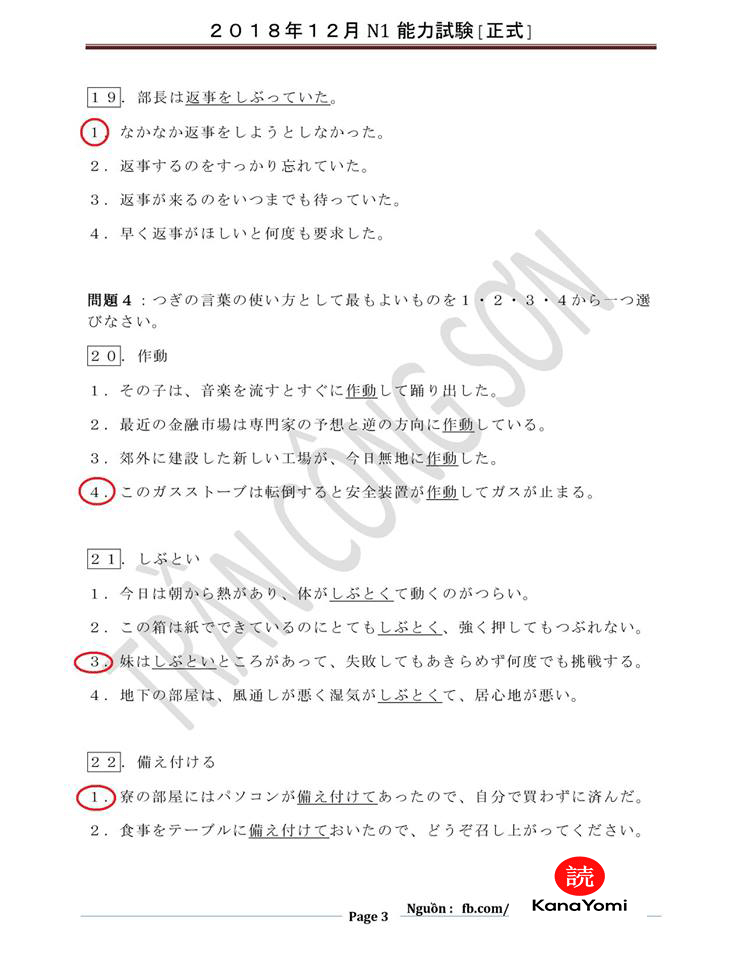 ２０１８年１２月 N1 能力試験[正式]
１９．部長は返事をしぶっていた。
１．なかなか返事をしようとしなかった。
２．返事するのをすっかり忘れていた。
３．返事が来るのをいつまでも待っていた。
４．早く返事がほしいと何度も要求した。
問題４：つぎの言葉の使い方として最もよいものを１・２・３・４から一つ選
びなさい。
２０．作動
１．その子は、音楽を流すとすぐに作動して踊り出した。
２．最近の金融市場は専門家の予想と逆の方向に作動している。
３．郊外に建設した新しい工場が、今日無地に作動した。
４．このガスストーブは転倒すると安全装置が作動してガスが止まる。
２１．しぶとい
１．今日は朝から熱があり、体がしぶとくて動くのがつらい。
２．この箱は紙でできているのにとてもしぶとく、強く押してもつぶれない。
３．妹はしぶといところがあって、失敗してもあきらめず何度でも挑戦する。
４．地下の部屋は、風通しが悪く湿気がしぶとくて、居心地が悪い。
２２．備え付ける
１．寮の部屋にはパソコンが備え付けてあったので、自分で買わずに済んだ。
２．食事をテーブルに備え付けておいたので、どうぞ召し上がってください。
TRẦN CÔNG SƠN
読
KanaYomi
Page 3
Nguồn : fb.com/